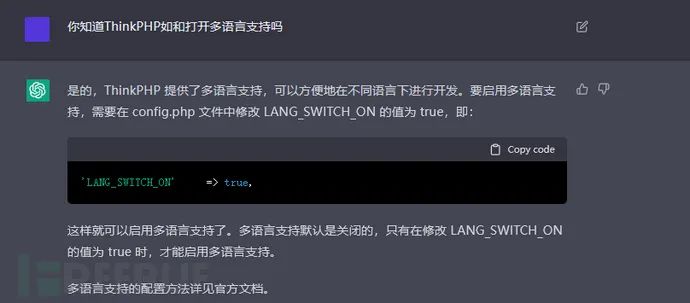 你知道ThinkPHP如和打开多语言支持吗
是的，ThinkPHP 提供了多语言支持，可以方便地在不同语言下进行开发。要启用多语言支
持，需要在 config.php 文件中修改 LANG_SWITCH_ON 的值为 true，即：
Copy code
'LANG_SWITCH_ON'     => true,
这样就可以启用多语言支持了。多语言支持默认是关闭的，只有在修改 LANG_SWITCH_ON
的值为 true 时，才能启用多语言支持。
多语言支持的配置方法详见官方文档。